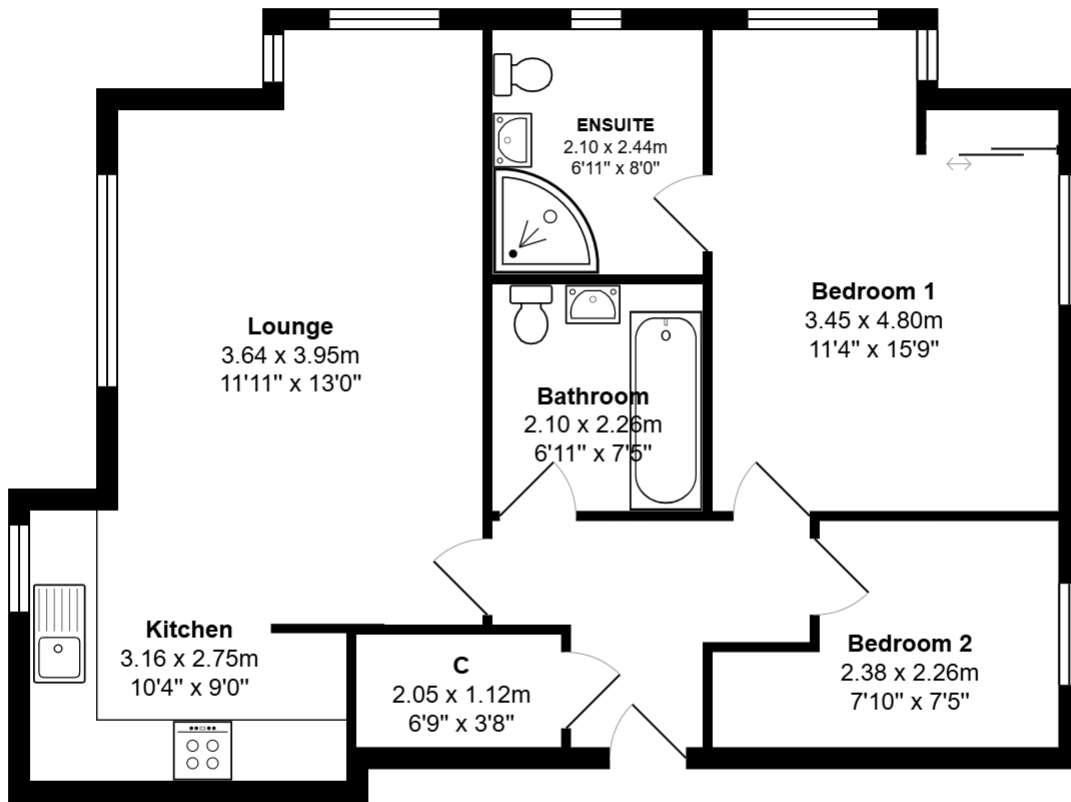 ENSUITE
2.10 x 2.44m
6'11" x 8'0"
Bedroom 1
3.45 x 4.80m
11'4" x 15'9"
Lounge
3.64 x 3.95m
11'11" x 13'0"
Bathroom
2.10 x 2.26m
6'11" x 7'5"
Kitchen
3.16 x 2.75m
10'4" x 9'0"
C
2.05 x 1.12m
6'9" x 3'8"
Bedroom 2
2.38 x 2.26m
7'10" x 7'5"